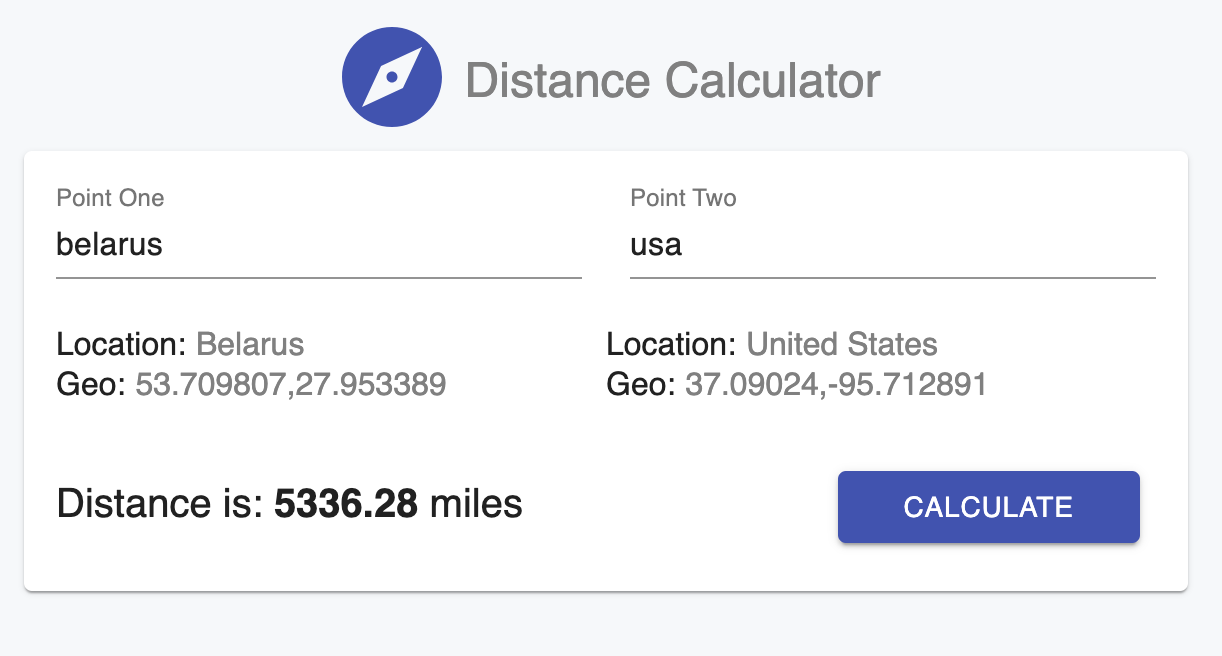 Distance Calculator
Point One
belarus
Point Two
usa
Location: Belarus
Geo: 53.709807,27.953389
Location: United States
Geo: 37.09024,-95.712891
Distance is: 5336.28 miles
CALCULATE